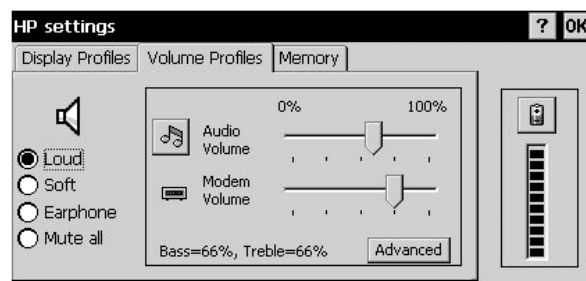 HP settings ? OK
Display Profiles Volume Profiles Memory
0% 100%
Audio
Volume
Loud
Soft
Earphone
Mute all
Modem
Volume
Bass=66%, Treble=66% Advanced